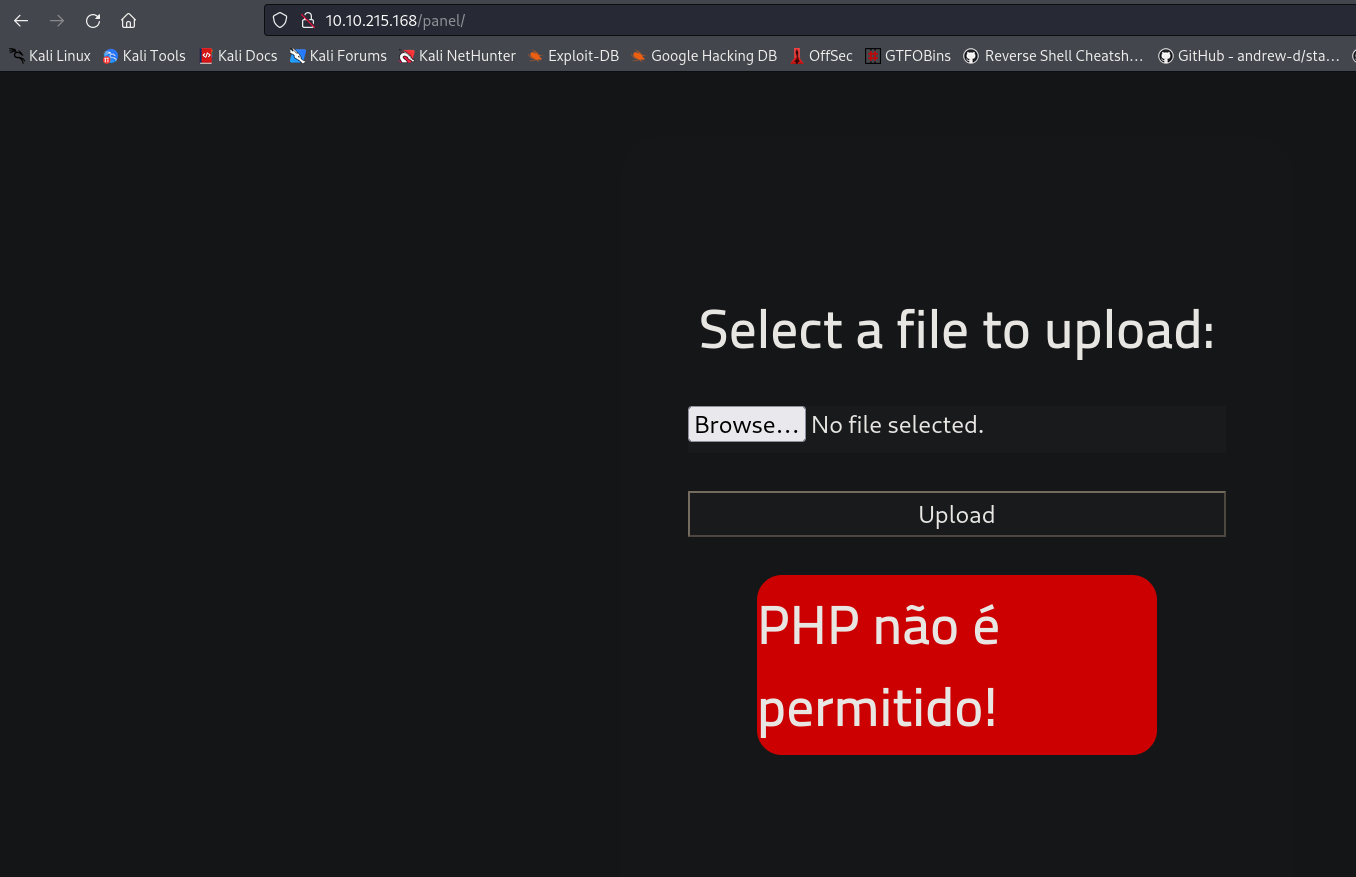 10.10.215.168/panel/
Kali Linux Kali Tools Kali Docs Kali Forums Kali NetHunter Exploit-DB Google Hacking DB OffSec GTFOBins Reverse Shell Cheatsh… GitHub - andrew-d/sta…
Select a file to upload:
Browse… No file selected.
Upload
PHP não é
permitido!